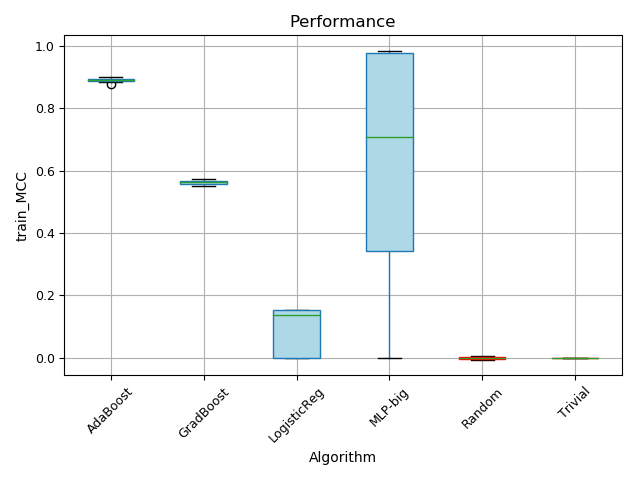 Performance
train_MCC
1.0
0.8
0.6
0.4
0.2
0.0
AdaBoost
GradBoost
LogisticReg
MLP-big
Random
Trivial
Algorithm